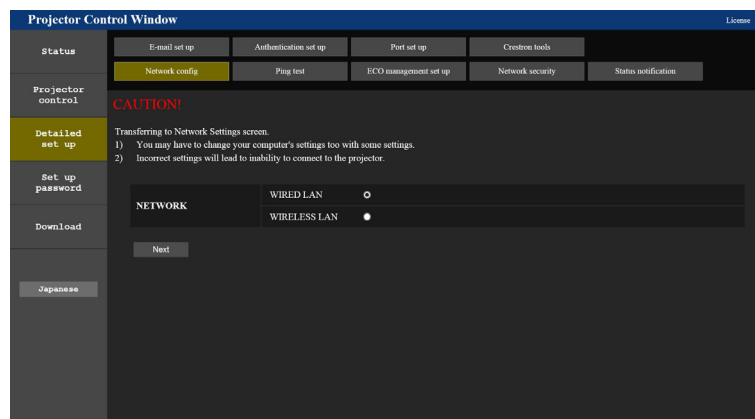 Projector Control Window
License
Status
Projector
control
Detailed
set up
Set up
password
Download
Japanese
E-mail set up
Authentication set up
Port set up
Crestron tools
Network config
Ping test
ECO management set up
Network security
Status notification
CAUTION!
Transferring to Network Settings screen.
1) You may have to change your computer's settings too with some settings.
2) Incorrect settings will lead to inability to connect to the projector.
NETWORK
WIRED LAN
WIRELESS LAN
Next